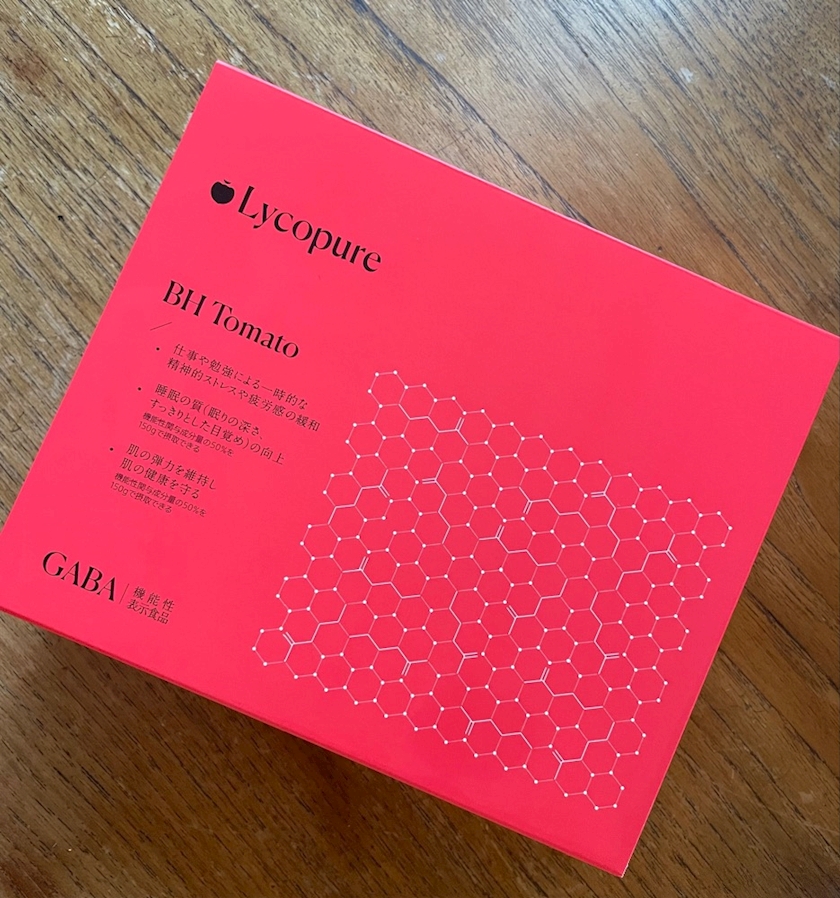 Lycopure
BH Tomato
・ 仕事や勉強による一時的な
精神的ストレスや疲労感の緩和
・ 睡眠の質（眠りの深さ、
すっきりとした目覚め）の向上
機能性関与成分量の50%を
150gで摂取できる
・ 肌の弾力を維持し
肌の健康を守る
機能性関与成分量の50%を
150gで摂取できる
GABA
機能性
表示食品